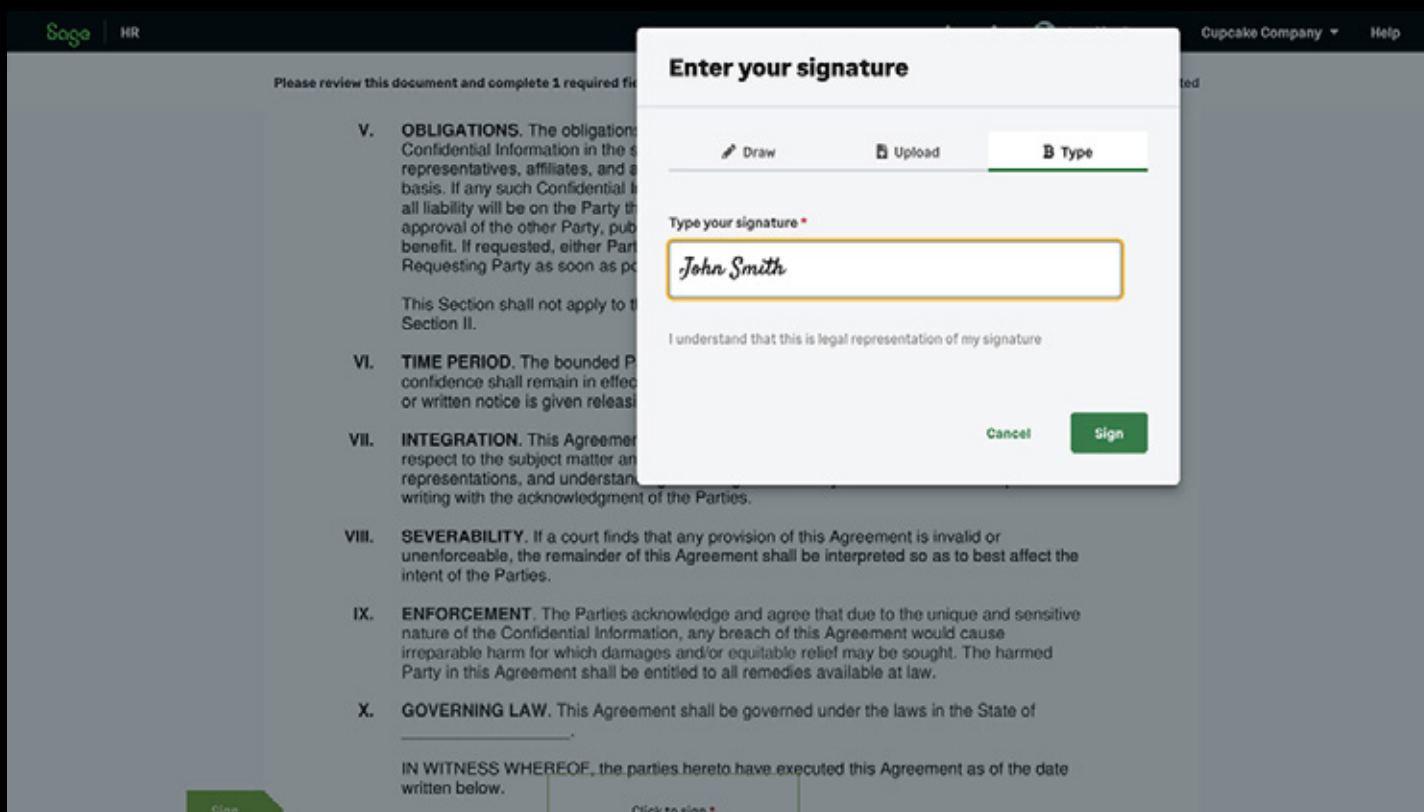 Sage HR Cupcake Company Help
Please review this document and complete 1 required
Enter your signature
Draw Upload B Type
Type your signature *
John Smith
I understand that this is legal representation of my signature
Cancel Sign
V. OBLIGATIONS. The
Confidential Information in the
representatives, affiliates, and
basis. If any such Confidential
all liability will be on the Party
approval of the other Party,
benefit. If requested, either
Requesting Party as soon as
This Section shall not apply to
Section II.
VI. TIME PERIOD. The bounded
confidence shall remain in
or written notice is given
VII. INTEGRATION. This
respect to the subject matter
representations, and
writing with the acknowledgment of the Parties.
VIII. SEVERABILITY. If a court finds that any provision of this Agreement is invalid or
unenforceable, the remainder of this Agreement shall be interpreted so as to best affect the
intent of the Parties.
IX. ENFORCEMENT. The Parties acknowledge and agree that due to the unique and sensitive
nature of the Confidential Information, any breach of this Agreement would cause
irreparable harm for which damages and/or equitable relief may be sought. The harmed
Party in this Agreement shall be entitled to all remedies available at law.
X. GOVERNING LAW. This Agreement shall be governed under the laws in the State of
.
IN WITNESS WHEREOF, the parties hereto have executed this Agreement as of the date
written below.
Sign Click to sign *